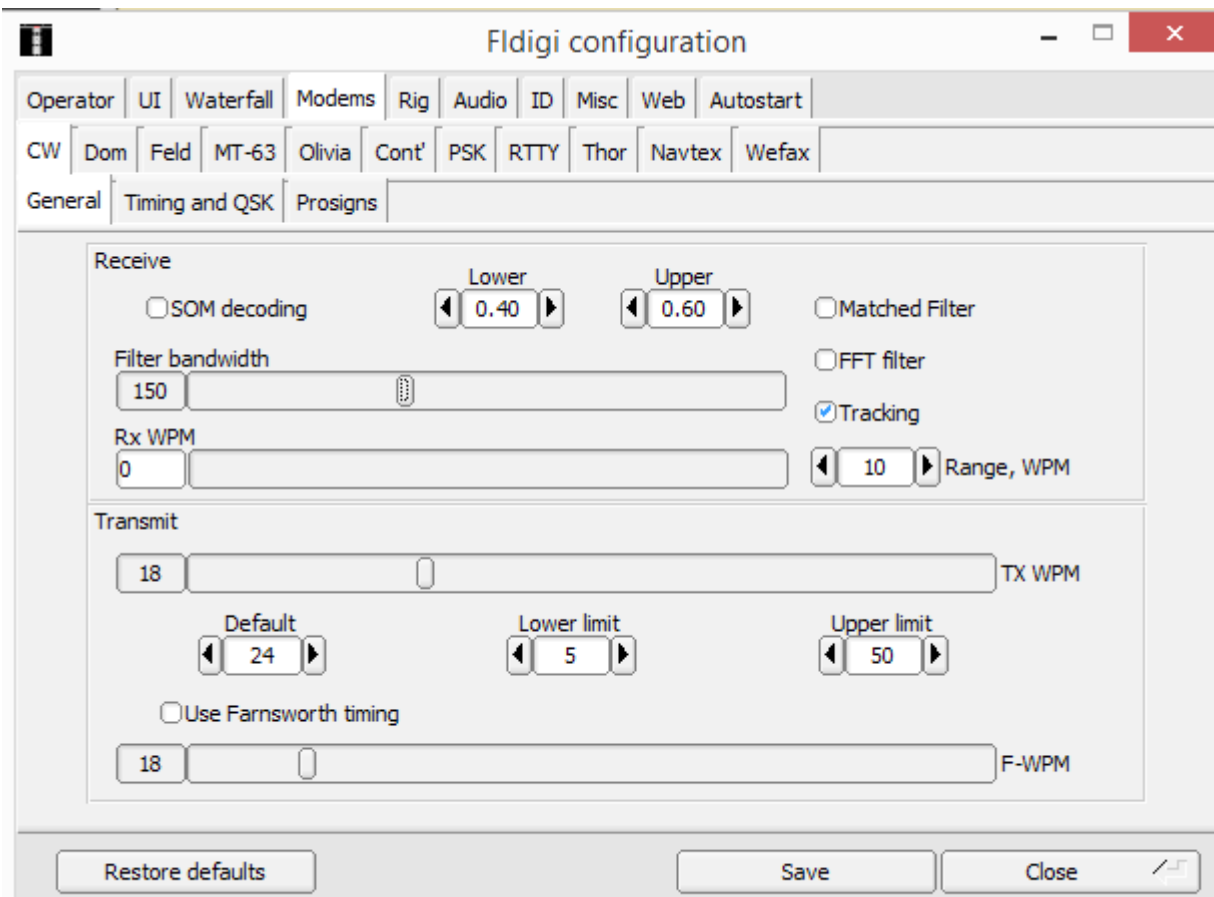 Fldigi configuration
Operator UI Waterfall Modems Rig Audio ID Misc Web Autostart
CW Dom Feld MT-63 Olivia Cont' PSK RTTY Thor Navtex Wefax
General Timing and QSK Prosigns
Receive
Lower Upper
SOM decoding 0.40 0.60 Matched Filter
Filter bandwidth FFT filter
150
Tracking
Rx WPM
0 10 Range, WPM
Transmit
18 TX WPM
Default Lower limit Upper limit
24 5 50
Use Farnsworth timing
18 F-WPM
Restore defaults Save Close